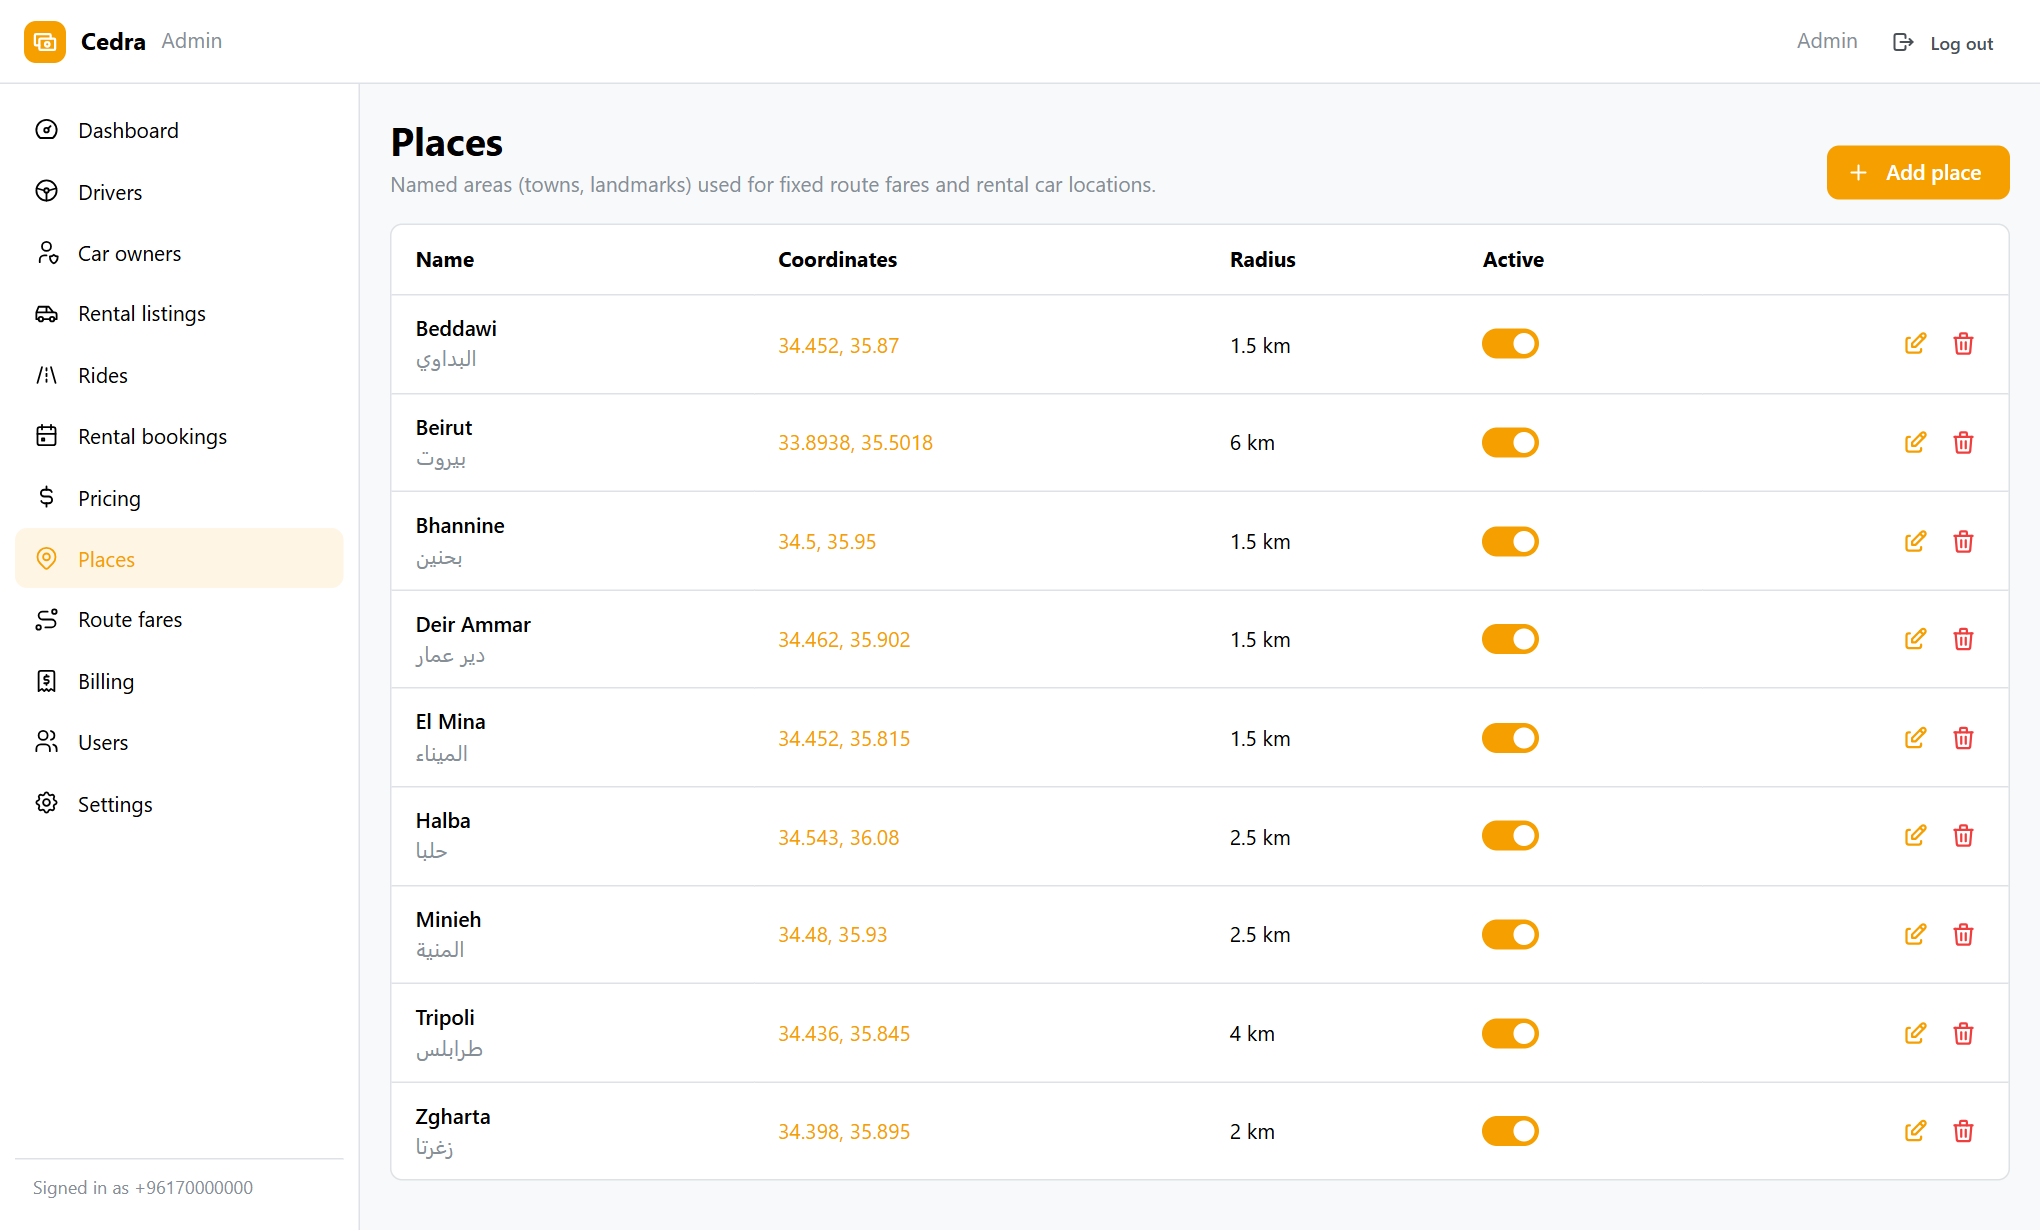 Cedra Admin
Admin Log out
Dashboard
Drivers
Car owners
Rental listings
Rides
Rental bookings
Pricing
Places
Route fares
Billing
Users
Settings
Signed in as +96170000000
Places
Named areas (towns, landmarks) used for fixed route fares and rental car locations.
+ Add place
Name Coordinates Radius Active
Beddawi
البداوي
34.452, 35.87 1.5 km
Beirut
بيروت
33.8938, 35.5018 6 km
Bhannine
بحنين
34.5, 35.95 1.5 km
Deir Ammar
دير عمار
34.462, 35.902 1.5 km
El Mina
الميناء
34.452, 35.815 1.5 km
Halba
حلبا
34.543, 36.08 2.5 km
Minieh
المنية
34.48, 35.93 2.5 km
Tripoli
طرابلس
34.436, 35.845 4 km
Zgharta
زغرتا
34.398, 35.895 2 km